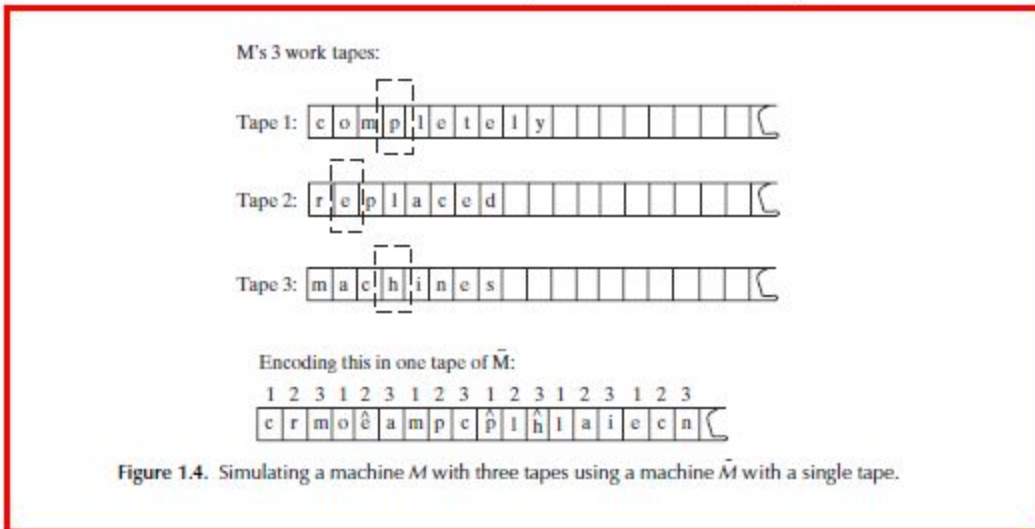 M's 3 work tapes:
Tape 1: c o m p l e t e l y
Tape 2: r e p l a c e d
Tape 3: m a c h i n e s
Encoding this in one tape of M̄:
1 2 3 1 2 3 1 2 3 1 2 3 1 2 3 1 2 3
c r m o ê a m p c p̂ l ĥ l a i e c n
Figure 1.4. Simulating a machine M with three tapes using a machine M̄ with a single tape.